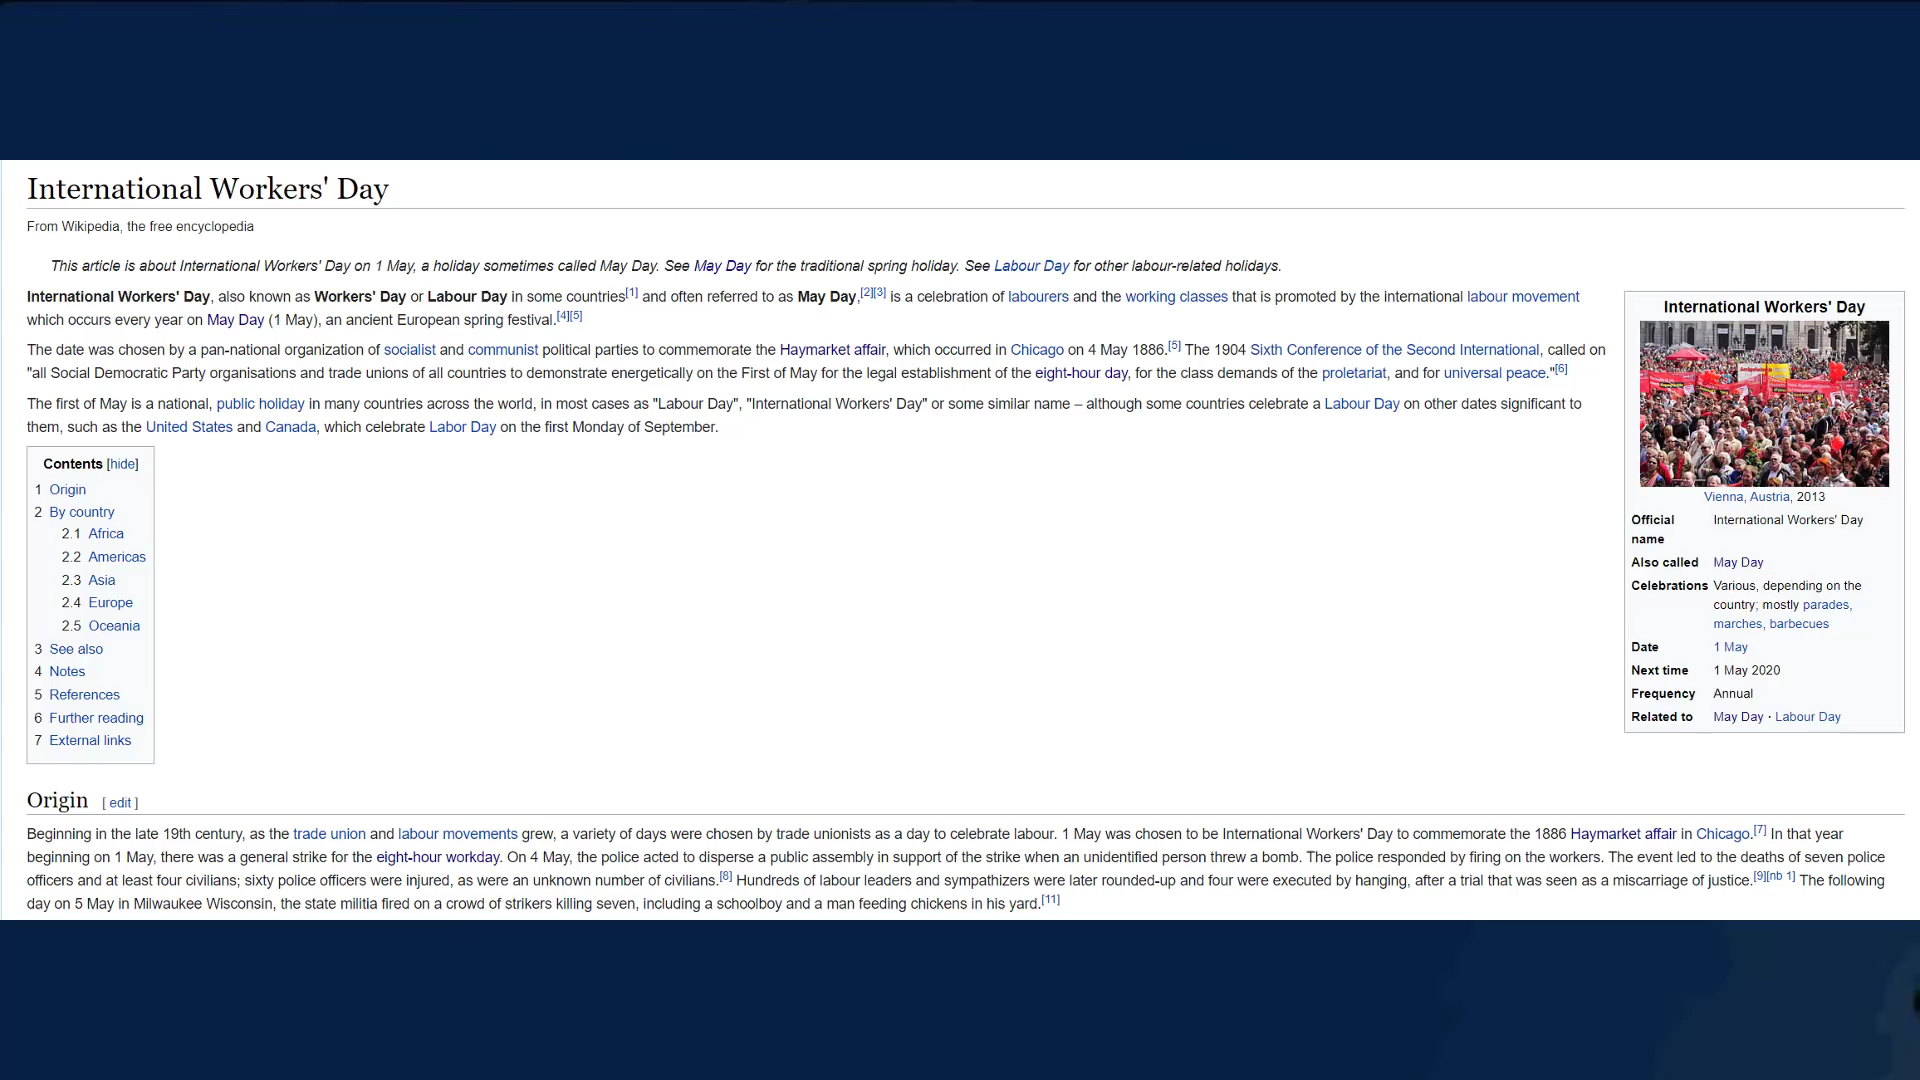 International Workers' Day
From Wikipedia, the free encyclopedia
This article is about International Workers' Day on 1 May, a holiday sometimes called May Day. See May Day for the traditional spring holiday. See Labour Day for other labour-related holidays.
International Workers' Day, also known as Workers' Day or Labour Day in some countries[1] and often referred to as May Day,[2][3] is a celebration of labourers and the working classes that is promoted by the international labour movement
which occurs every year on May Day (1 May), an ancient European spring festival.[4][5]
The date was chosen by a pan-national organization of socialist and communist political parties to commemorate the Haymarket affair, which occurred in Chicago on 4 May 1886.[5] The 1904 Sixth Conference of the Second International, called on
"all Social Democratic Party organisations and trade unions of all countries to demonstrate energetically on the First of May for the legal establishment of the eight-hour day, for the class demands of the proletariat, and for universal peace."[6]
The first of May is a national, public holiday in many countries across the world, in most cases as "Labour Day", "International Workers' Day" or some similar name – although some countries celebrate a Labour Day on other dates significant to
them, such as the United States and Canada, which celebrate Labor Day on the first Monday of September.
Contents [hide]
1 Origin
2 By country
2.1 Africa
2.2 Americas
2.3 Asia
2.4 Europe
2.5 Oceania
3 See also
4 Notes
5 References
6 Further reading
7 External links
International Workers' Day
Vienna, Austria, 2013
Official name International Workers' Day
Also called May Day
Celebrations Various, depending on the
country; mostly parades,
marches, barbecues
Date 1 May
Next time 1 May 2020
Frequency Annual
Related to May Day · Labour Day
Origin [ edit ]
Beginning in the late 19th century, as the trade union and labour movements grew, a variety of days were chosen by trade unionists as a day to celebrate labour. 1 May was chosen to be International Workers' Day to commemorate the 1886 Haymarket affair in Chicago.[7] In that year
beginning on 1 May, there was a general strike for the eight-hour workday. On 4 May, the police acted to disperse a public assembly in support of the strike when an unidentified person threw a bomb. The police responded by firing on the workers. The event led to the deaths of seven police
officers and at least four civilians; sixty police officers were injured, as were an unknown number of civilians.[8] Hundreds of labour leaders and sympathizers were later rounded-up and four were executed by hanging, after a trial that was seen as a miscarriage of justice.[9][nb 1] The following
day on 5 May in Milwaukee Wisconsin, the state militia fired on a crowd of strikers killing seven, including a schoolboy and a man feeding chickens in his yard.[11]